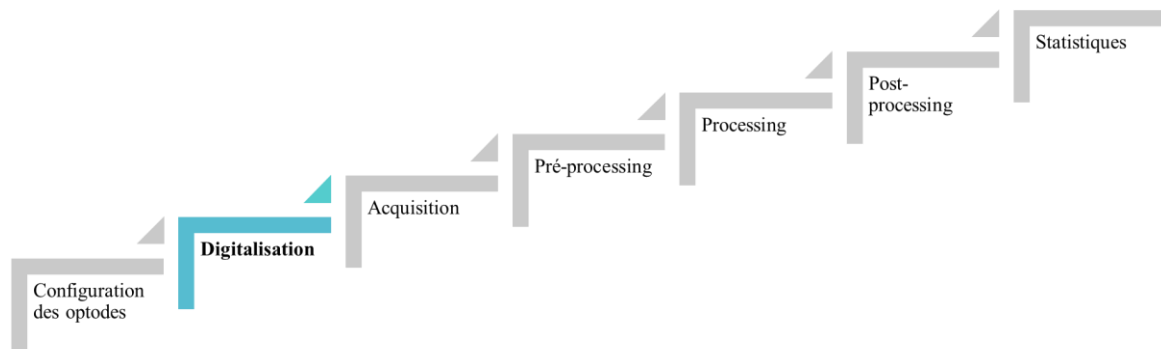 Configuration
des optodes
Digitalisation
Acquisition
Pré-processing
Processing
Post-
processing
Statistiques